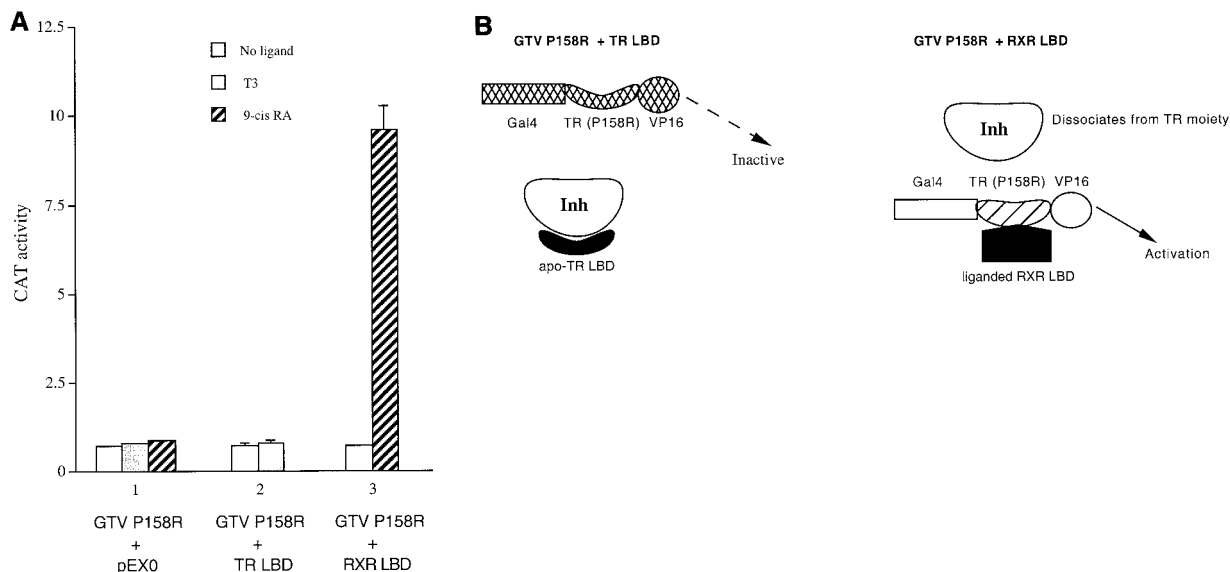 A
CAT activity
12.5
10
7.5
5
2.5
0
No ligand
T3
9-cis RA
1
2
3
GTV P158R
+
pEX0
GTV P158R
+
TR LBD
GTV P158R
+
RXR LBD
B
GTV P158R + TR LBD
Gal4
TR (P158R)
VP16
Inactive
Inh
apo-TR LBD
GTV P158R + RXR LBD
Inh
Dissociates from TR moiety
Gal4
TR (P158R)
VP16
Activation
liganded RXR LBD